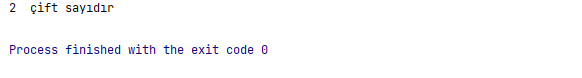 2  çift sayıdır
Process finished with the exit code 0